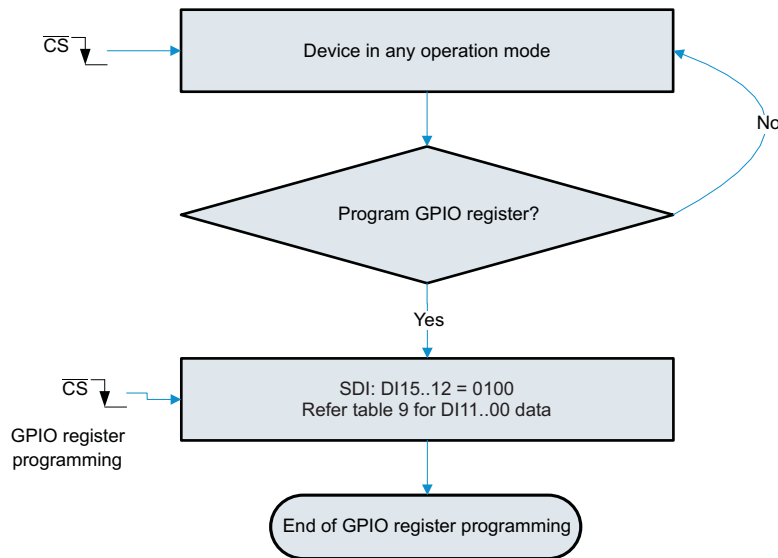 CS
Device in any operation mode
No
Program GPIO register?
Yes
CS
GPIO register
programming
SDI: DI15..12 = 0100
Refer table 9 for DI11..00 data
End of GPIO register programming